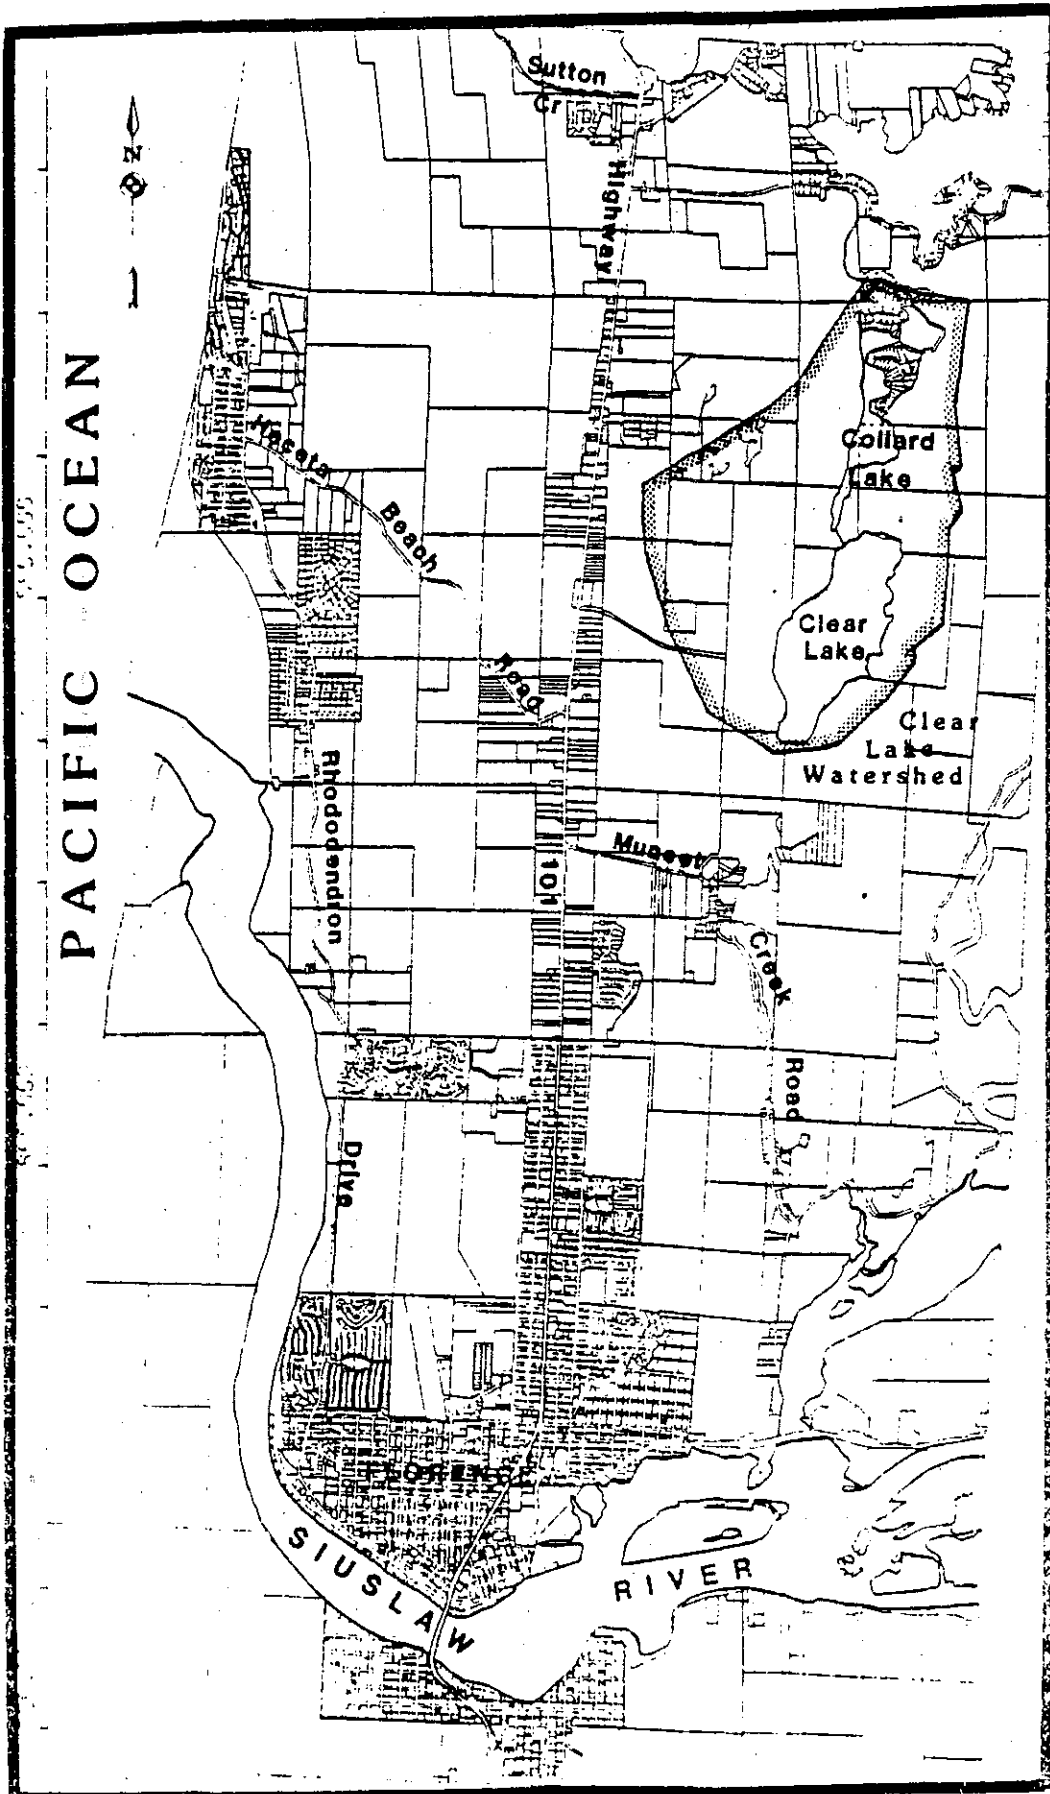 Sutton
Cr
N
Highway
PACIFIC OCEAN
Heceta
Beach
Road
Collard
Lake
Clear
Lake
Clear
Lake
Watershed
Rhododendron
Drive
101
Munsel
Creek
Road
FLORENCE
SIUSLAW
RIVER